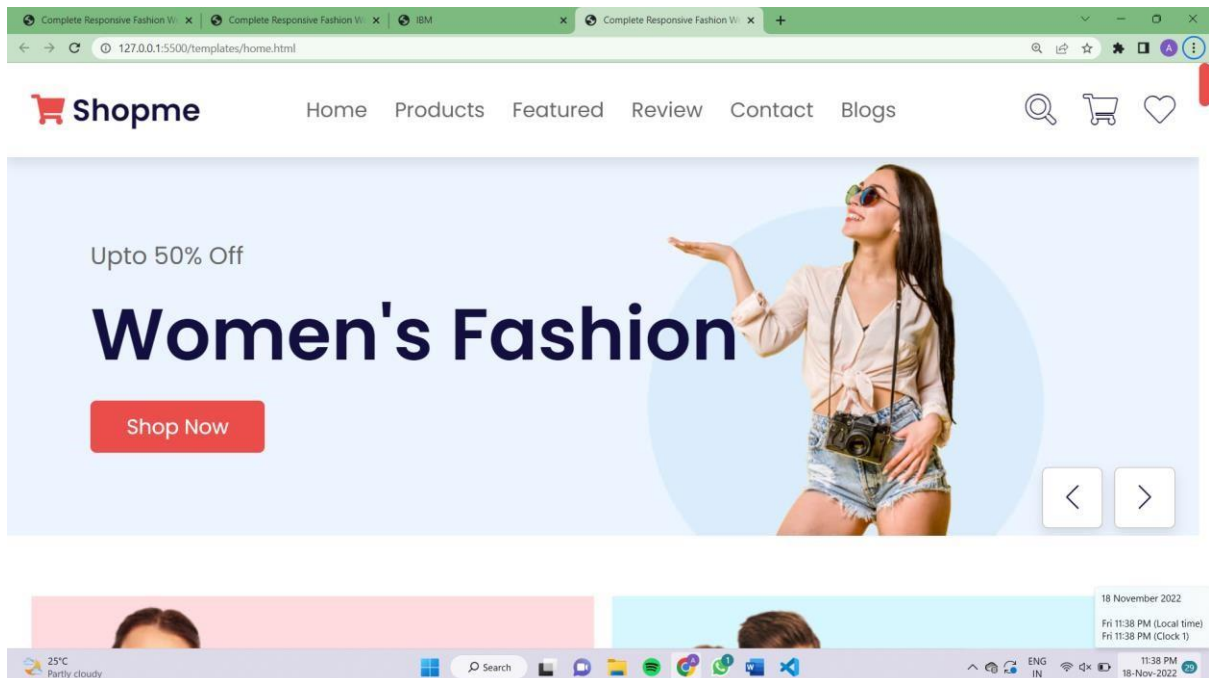 Complete Responsive Fashion W
Complete Responsive Fashion W
IBM
Complete Responsive Fashion W
127.0.0.1:5500/templates/home.html
A
Shopme
Home Products Featured Review Contact Blogs
Upto 50% Off
Women's Fashion
Shop Now
18 November 2022
Fri 11:38 PM (Local time)
Fri 11:38 PM (Clock 1)
25°C
Partly cloudy
Search
A
W
ENG
IN
11:38 PM
18-Nov-2022
29